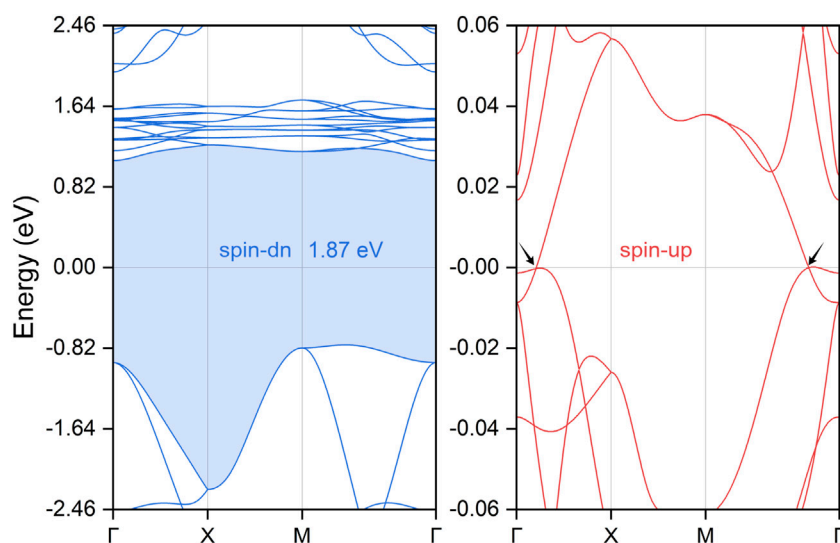 Energy (eV)
2.46
1.64
0.82
0.00
-0.82
-1.64
-2.46
spin-dn 1.87 eV
Γ X M Γ
0.06
0.04
0.02
-0.00
-0.02
-0.04
-0.06
spin-up
Γ X M Γ